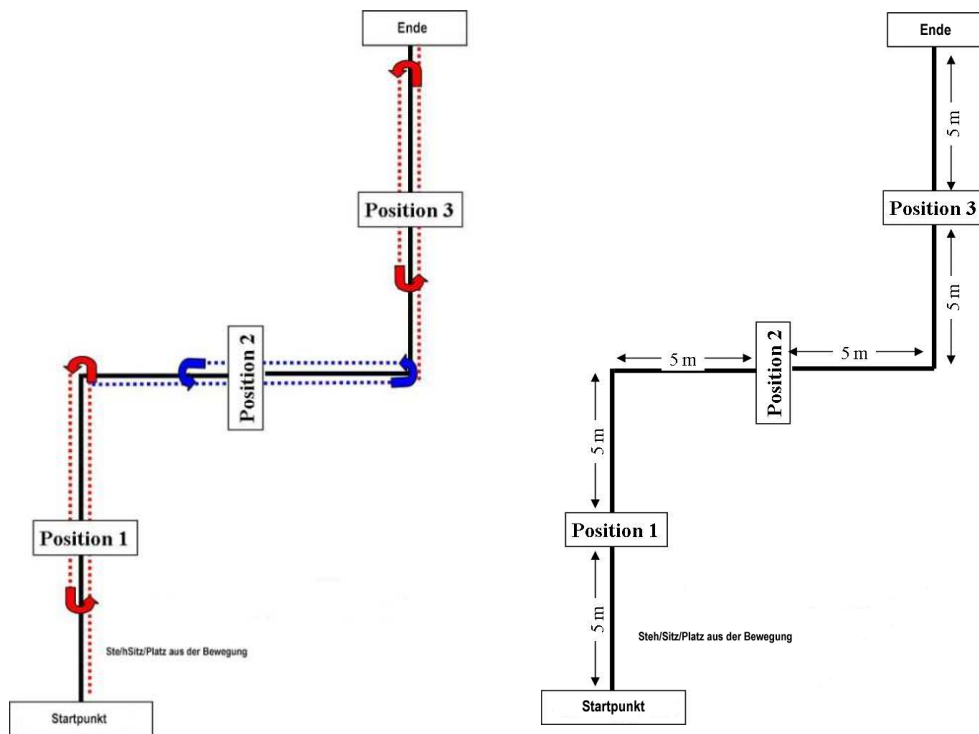 Ende
Position 3
Position 2
Position 1
Ste/hSitz/Platz aus der Bewegung
Startpunkt
Ende
5 m
Position 3
5 m
5 m
5 m
Position 2
5 m
Position 1
5 m
Steh/Sitz/Platz aus der Bewegung
Startpunkt